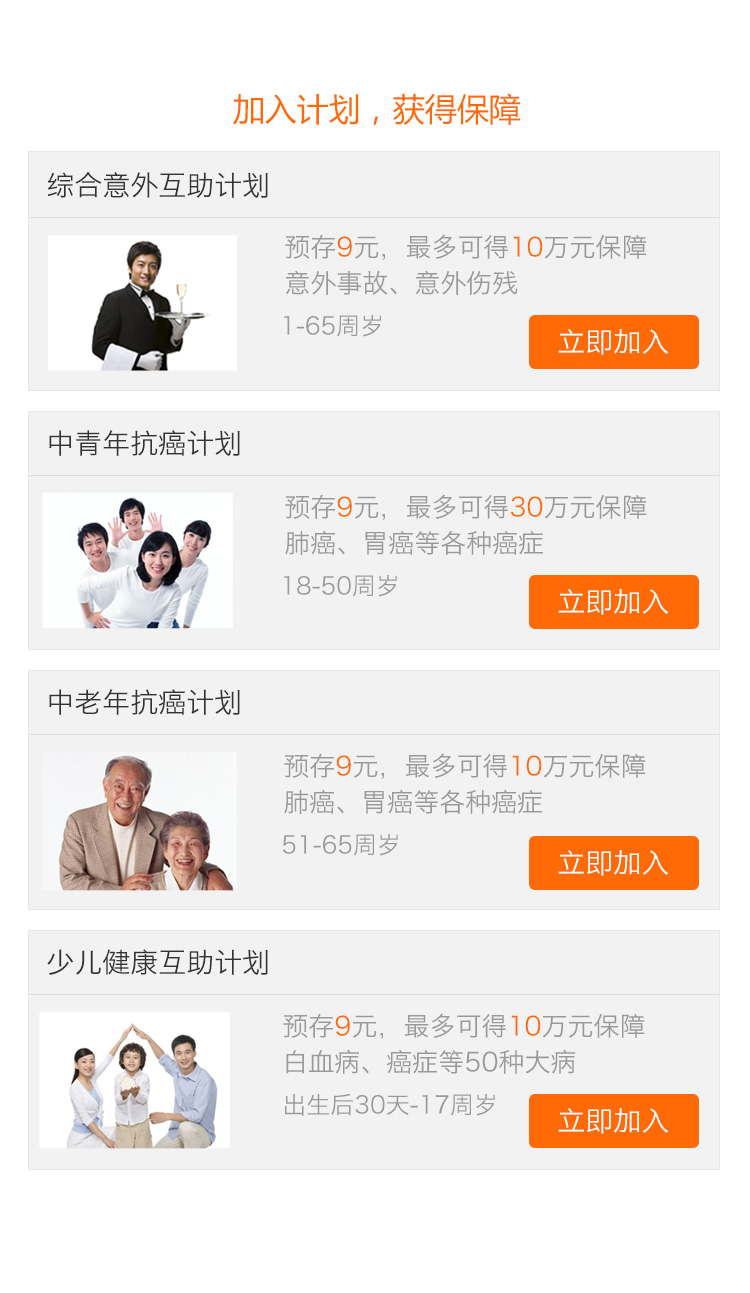 加入计划，获得保障
综合意外互助计划
预存9元，最多可得10万元保障
意外事故、意外伤残
1-65周岁
立即加入
中青年抗癌计划
预存9元，最多可得30万元保障
肺癌、胃癌等各种癌症
18-50周岁
立即加入
中老年抗癌计划
预存9元，最多可得10万元保障
肺癌、胃癌等各种癌症
51-65周岁
立即加入
少儿健康互助计划
预存9元，最多可得10万元保障
白血病、癌症等50种大病
出生后30天-17周岁
立即加入